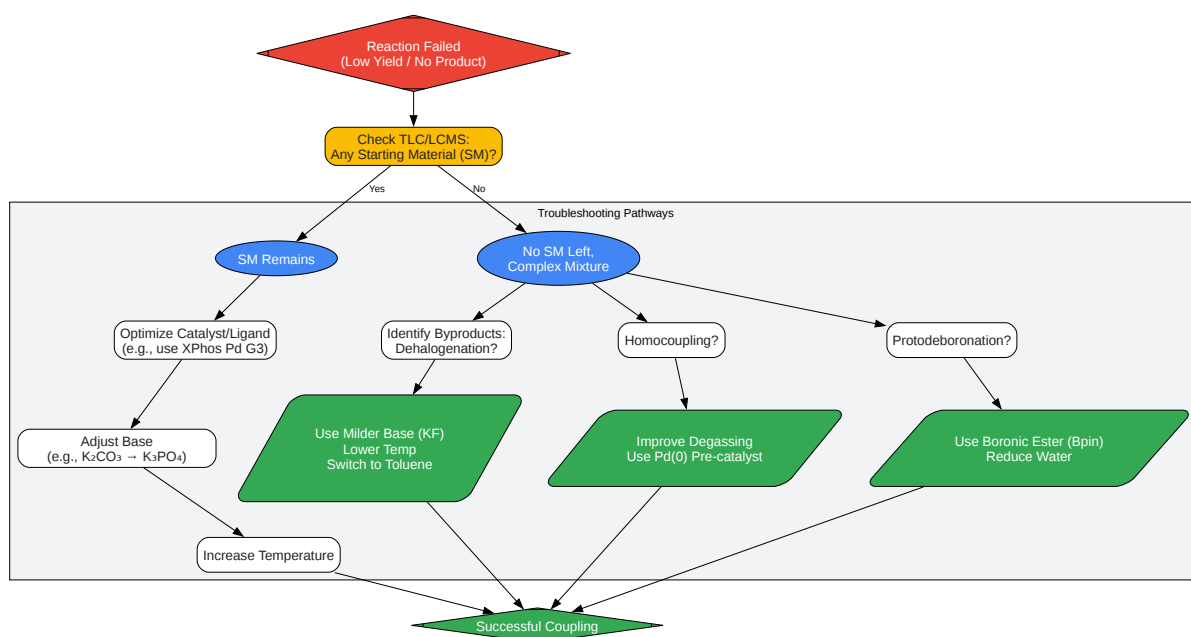 Reaction Failed
(Low Yield / No Product)
Check TLC/LCMS:
Any Starting Material (SM)?
Yes
No
Troubleshooting Pathways
SM Remains
No SM Left,
Complex Mixture
Optimize Catalyst/Ligand
(e.g., use XPhos Pd G3)
Identify Byproducts:
Dehalogenation?
Homocoupling?
Protodeboronation?
Adjust Base
(e.g., K₂CO₃ → K₃PO₄)
Use Milder Base (KF)
Lower Temp
Switch to Toluene
Improve Degassing
Use Pd(0) Pre-catalyst
Use Boronic Ester (Bpin)
Reduce Water
Increase Temperature
Successful Coupling